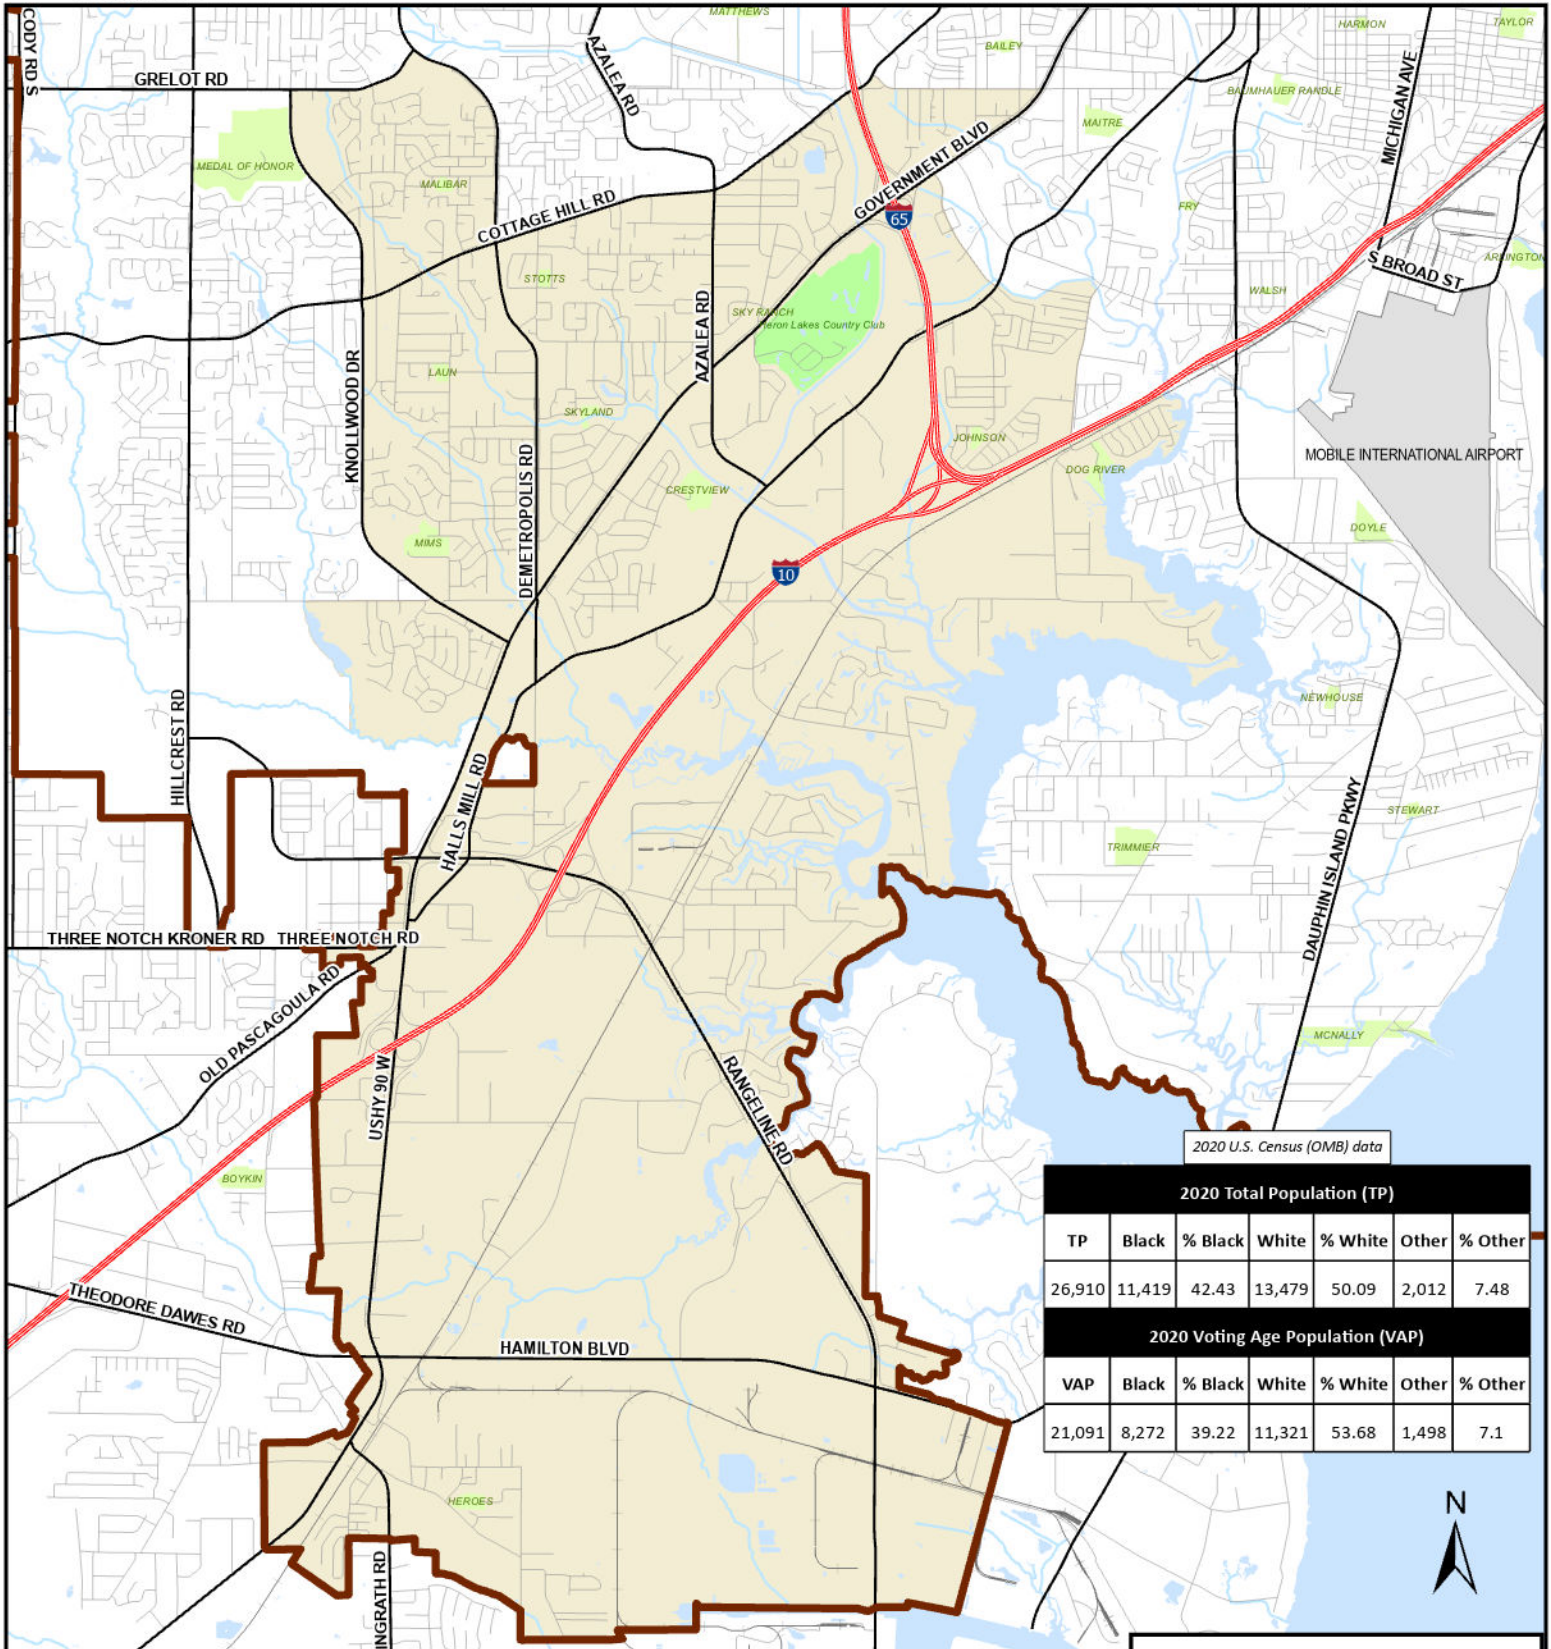 MATTHEWS
HARMON
TAYLOR
CODY RD S
AZALEA RD
BAILEY
GRELOT RD
BAUMHAUER RANDLE
MICHIGAN AVE
MAITRE
GOVERNMENT BLVD
MEDAL OF HONOR
MALIBAR
COTTAGE HILL RD
65
FRY
S BROAD ST
ARRINGTON
STOTTS
WALSH
SKY RANCH
Heron Lakes Country Club
AZALEA RD
KNOLLWOOD DR
LAUN
SKYLAND
JOHNSON
DOG RIVER
MOBILE INTERNATIONAL AIRPORT
DEMETROPOLIS RD
CRESTVIEW
DOYLE
MIMS
10
HILLCREST RD
NEWHOUSE
HALLS MILL RD
DAUPHIN ISLAND PKWY
STEWART
TRIMMIER
THREE NOTCH KRONER RD
THREE NOTCH RD
OLD PASCAGOULA RD
MCNALLY
USHY 90 W
RANGELINE RD
BOYKIN
2020 U.S. Census (OMB) data
2020 Total Population (TP)
TP Black % Black White % White Other % Other
26,910 11,419 42.43 13,479 50.09 2,012 7.48
2020 Voting Age Population (VAP)
VAP Black % Black White % White Other % Other
21,091 8,272 39.22 11,321 53.68 1,498 7.1
THEODORE DAWES RD
HAMILTON BLVD
HEROES
N
INGRATH RD